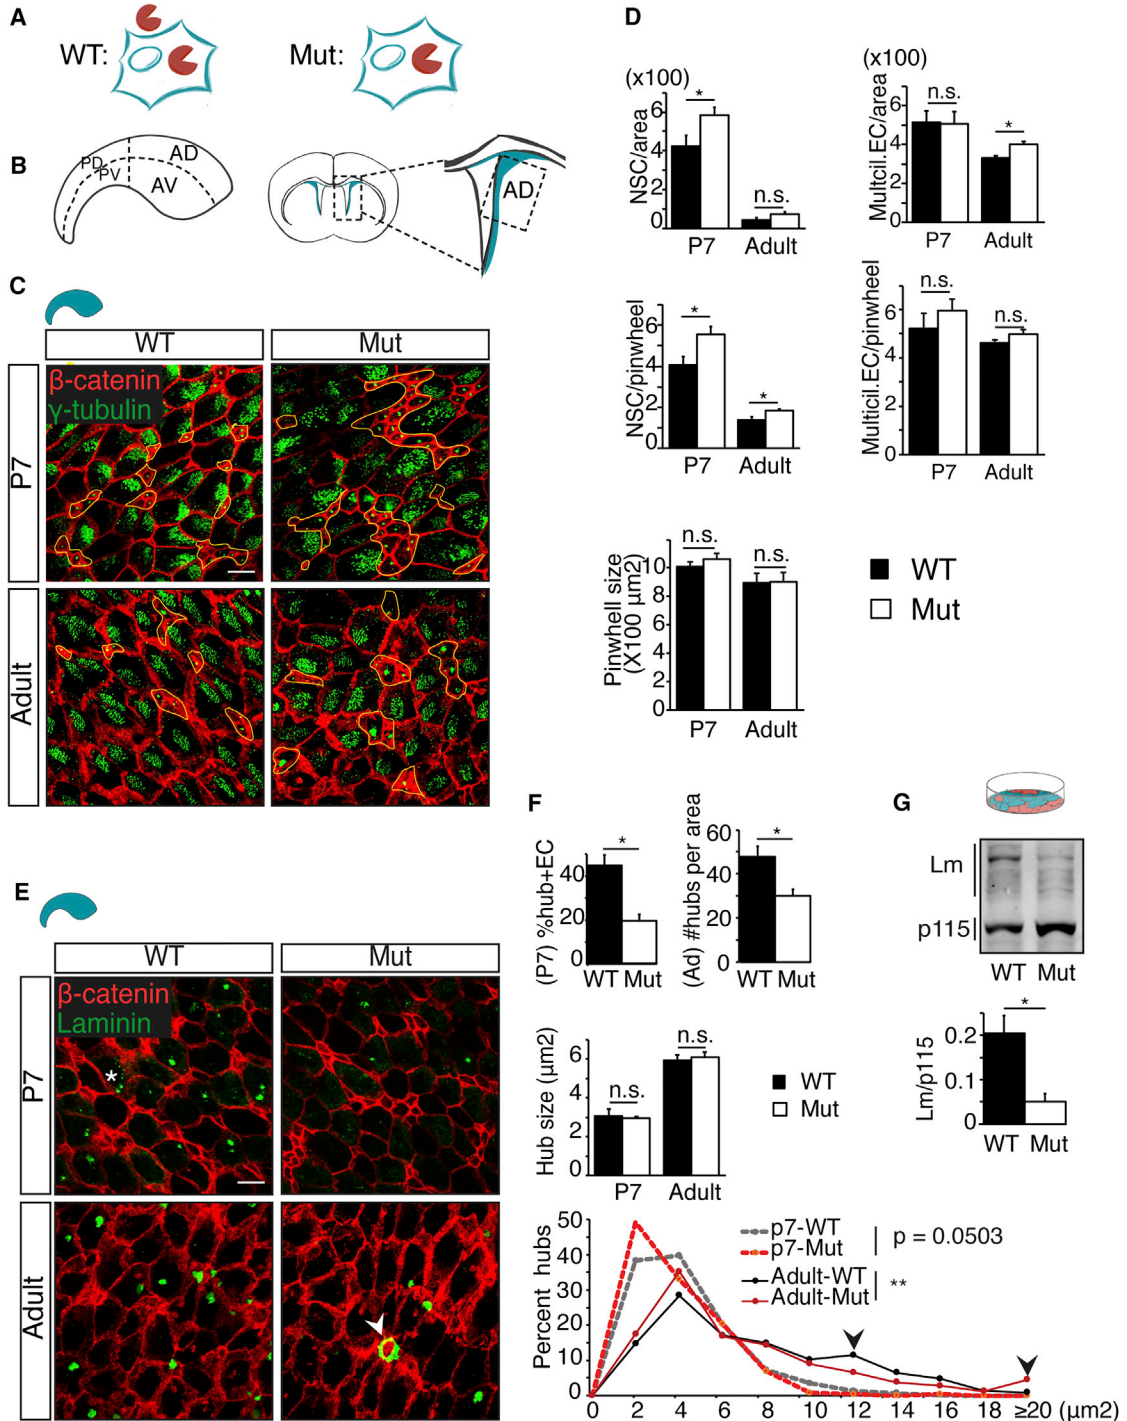 A
WT:
Mut:
B
PD
PV
AD
AV
AD
C
WT
Mut
P7
β-catenin
γ-tubulin
Adult
D
(x100)
NSC/area
6
4
2
0
*
n.s.
P7
Adult
(x100)
Multcil.EC/area
6
4
2
0
n.s.
*
P7
Adult
NSC/pinwheel
6
4
2
0
*
*
P7
Adult
Multicil.EC/pinwheel
6
4
2
0
n.s.
n.s.
P7
Adult
Pinwhell size
(X100 µm2)
10
8
6
4
2
0
n.s.
n.s.
P7
Adult
WT
Mut
E
WT
Mut
P7
β-catenin
Laminin
*
Adult
F
(P7) %hub+EC
40
20
0
*
WT Mut
(Ad) #hubs per area
60
40
20
0
*
WT Mut
Hub size (µm2)
6
4
2
0
n.s.
n.s.
P7
Adult
WT
Mut
Percent hubs
50
40
30
20
10
0
p7-WT
p7-Mut
p = 0.0503
Adult-WT
Adult-Mut
**
0 2 4 6 8 10 12 14 16 18 ≥20 (µm2)
G
Lm
p115
WT Mut
Lm/p115
0.2
0.1
0
*
WT Mut